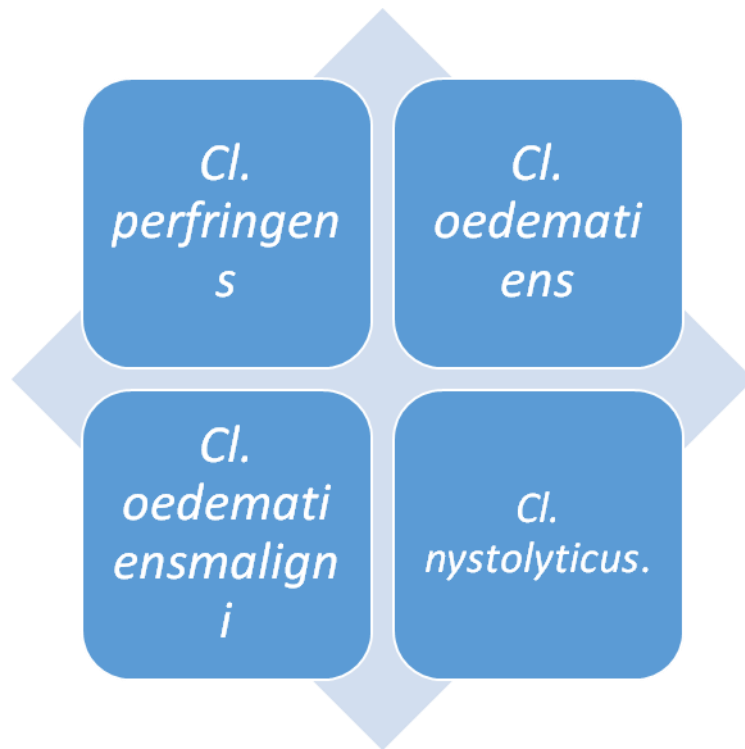 Cl.
perfringen
s
Cl.
oedemati
ens
Cl.
oedemati
ensmalign
i
Cl.
nystolyticus.